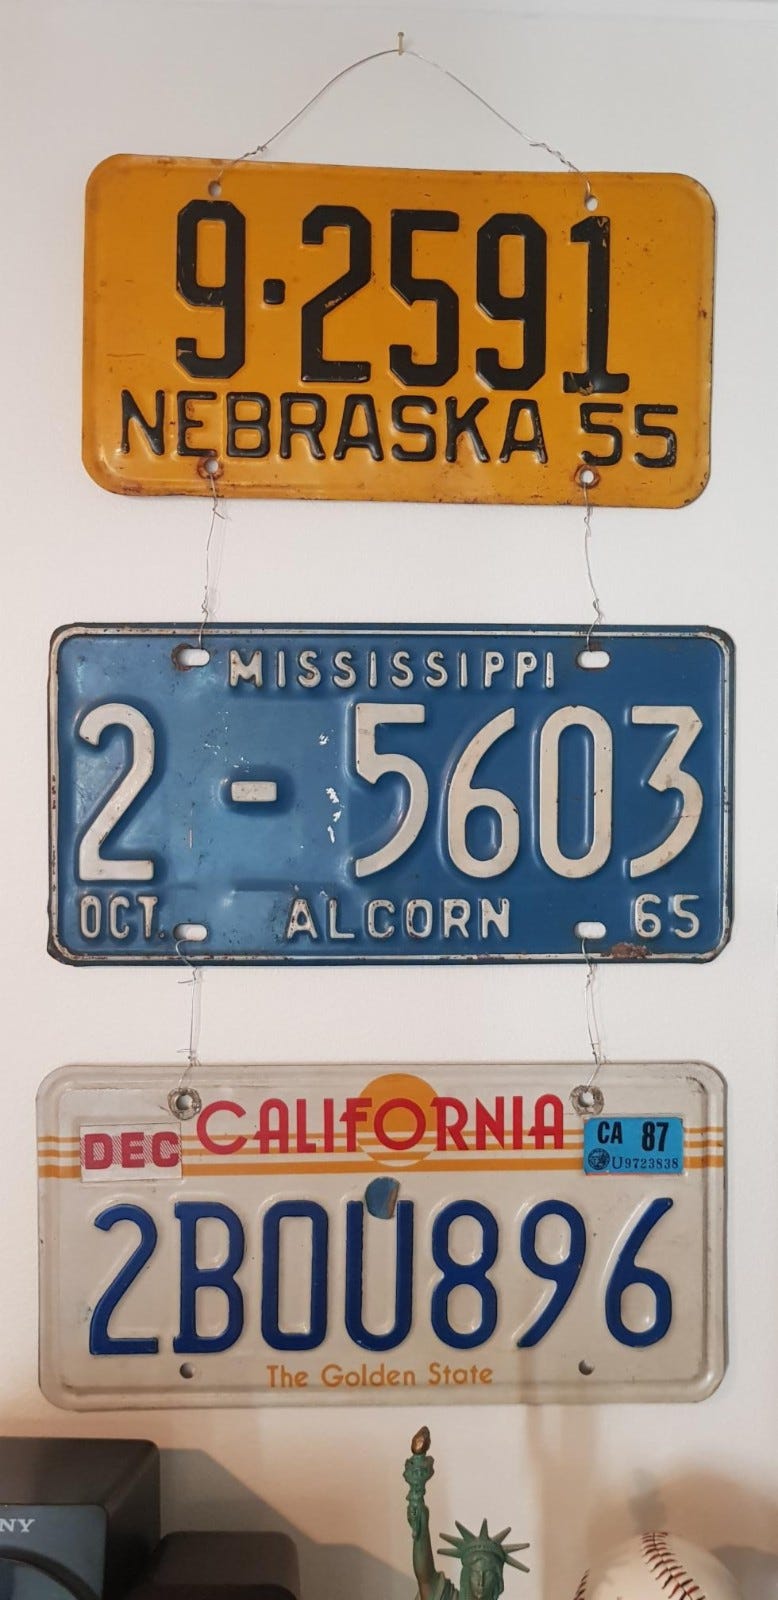 9·2591
NEBRASKA 55
MISSISSIPPI
2-5603
OCT. ALCORN 65
CALIFORNIA
DEC
CA 87
U9723838
2BOU896
The Golden State
NY